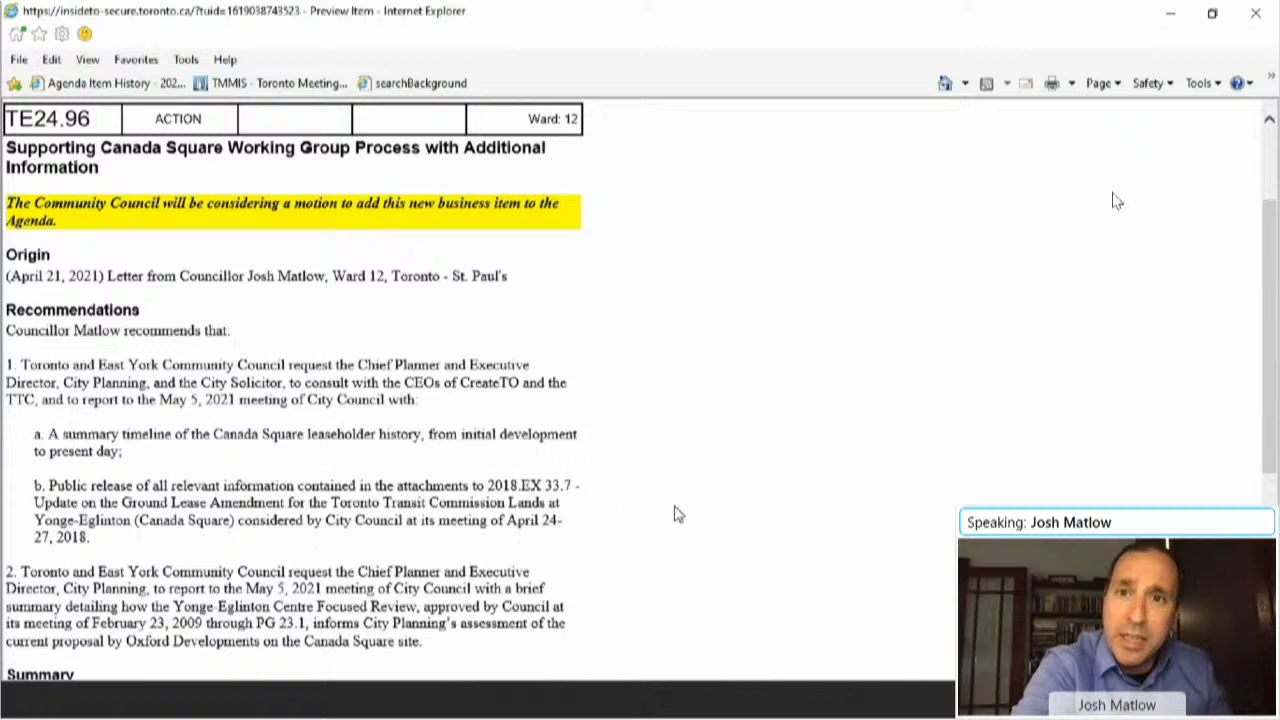 https://insideto-secure.toronto.ca/?tuid=1619038743523 - Preview Item - Internet Explorer
File Edit View Favorites Tools Help
Agenda Item History - 202... TMMIS - Toronto Meeting... searchBackground
Page Safety Tools
TE24.96 ACTION Ward: 12
Supporting Canada Square Working Group Process with Additional
Information
The Community Council will be considering a motion to add this new business item to the
Agenda.
Origin
(April 21, 2021) Letter from Councillor Josh Matlow, Ward 12, Toronto - St. Paul's
Recommendations
Councillor Matlow recommends that:
1. Toronto and East York Community Council request the Chief Planner and Executive
Director, City Planning, and the City Solicitor, to consult with the CEOs of CreateTO and the
TTC, and to report to the May 5, 2021 meeting of City Council with:
a. A summary timeline of the Canada Square leaseholder history, from initial development
to present day;
b. Public release of all relevant information contained in the attachments to 2018.EX 33.7 -
Update on the Ground Lease Amendment for the Toronto Transit Commission Lands at
Yonge-Eglinton (Canada Square) considered by City Council at its meeting of April 24-
27, 2018.
2. Toronto and East York Community Council request the Chief Planner and Executive
Director, City Planning, to report to the May 5, 2021 meeting of City Council with a brief
summary detailing how the Yonge-Eglinton Centre Focused Review, approved by Council at
its meeting of February 23, 2009 through PG 23.1, informs City Planning's assessment of the
current proposal by Oxford Developments on the Canada Square site.
Summary
Speaking: Josh Matlow
Josh Matlow